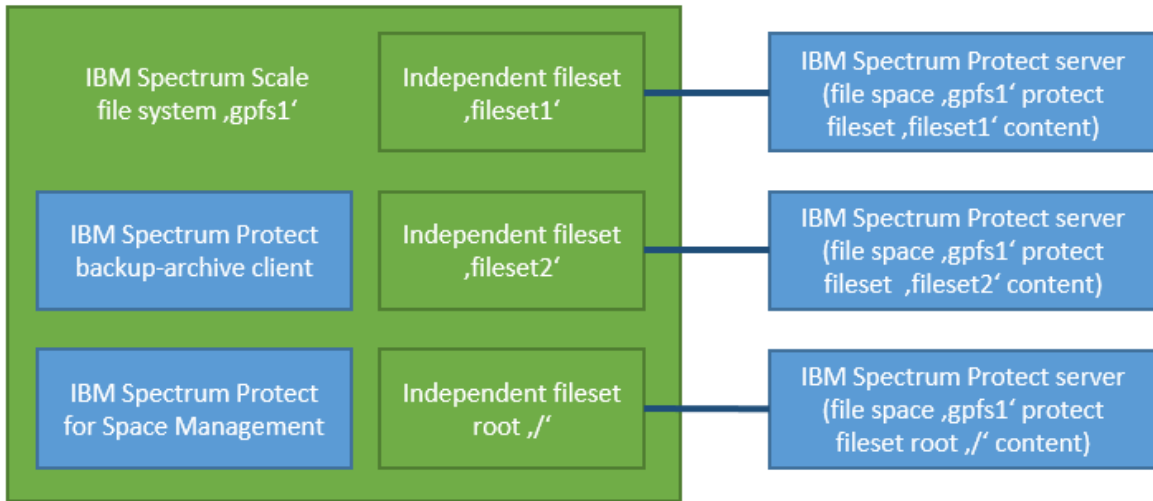 IBM Spectrum Scale
file system ‚gpfs1‘
Independent fileset
‚fileset1‘
IBM Spectrum Protect server
(file space ‚gpfs1‘ protect
fileset ‚fileset1‘ content)
IBM Spectrum Protect
backup-archive client
Independent fileset
‚fileset2‘
IBM Spectrum Protect server
(file space ‚gpfs1‘ protect
fileset ‚fileset2‘ content)
IBM Spectrum Protect
for Space Management
Independent fileset
root ‚/‘
IBM Spectrum Protect server
(file space ‚gpfs1‘ protect
fileset root ‚/‘ content)